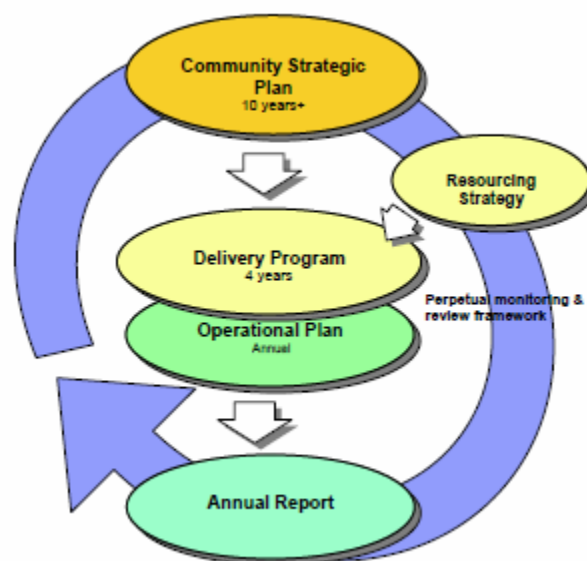 Community Strategic
Plan
10 years+
Resourcing
Strategy
Delivery Program
4 years
Perpetual monitoring &
review framework
Operational Plan
Annual
Annual Report